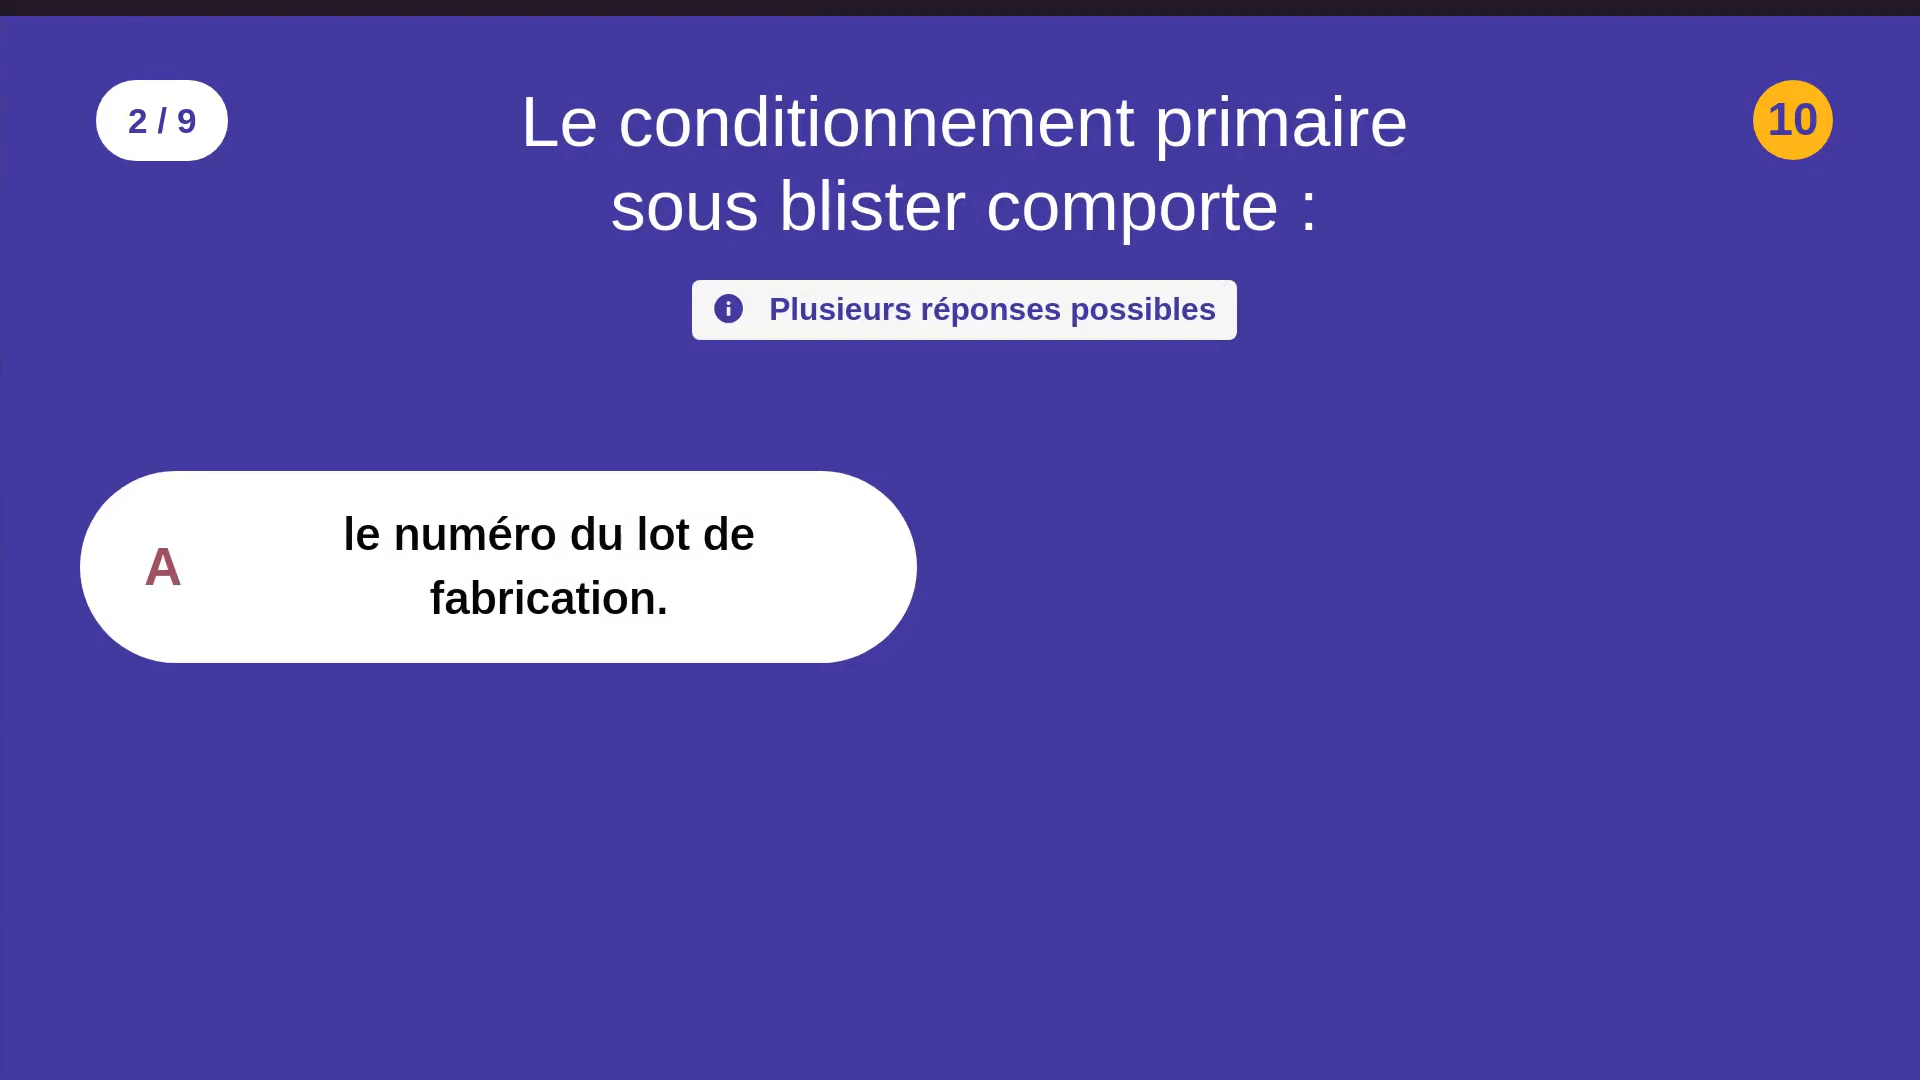 2 / 9
Le conditionnement primaire
sous blister comporte :
10
Plusieurs réponses possibles
A
le numéro du lot de
fabrication.